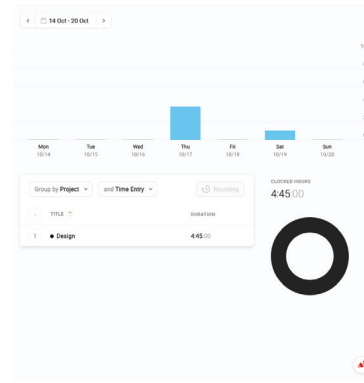 14 Oct - 20 Oct
Mon Tue Wed Thu Fri Sat Sun
10/14 10/15 10/16 10/17 10/18 10/19 10/20
Group by Project and Time Entry Rounding
TITLE DURATION
1 Design 4:45:00
CLOCKED HOURS
4:45:00